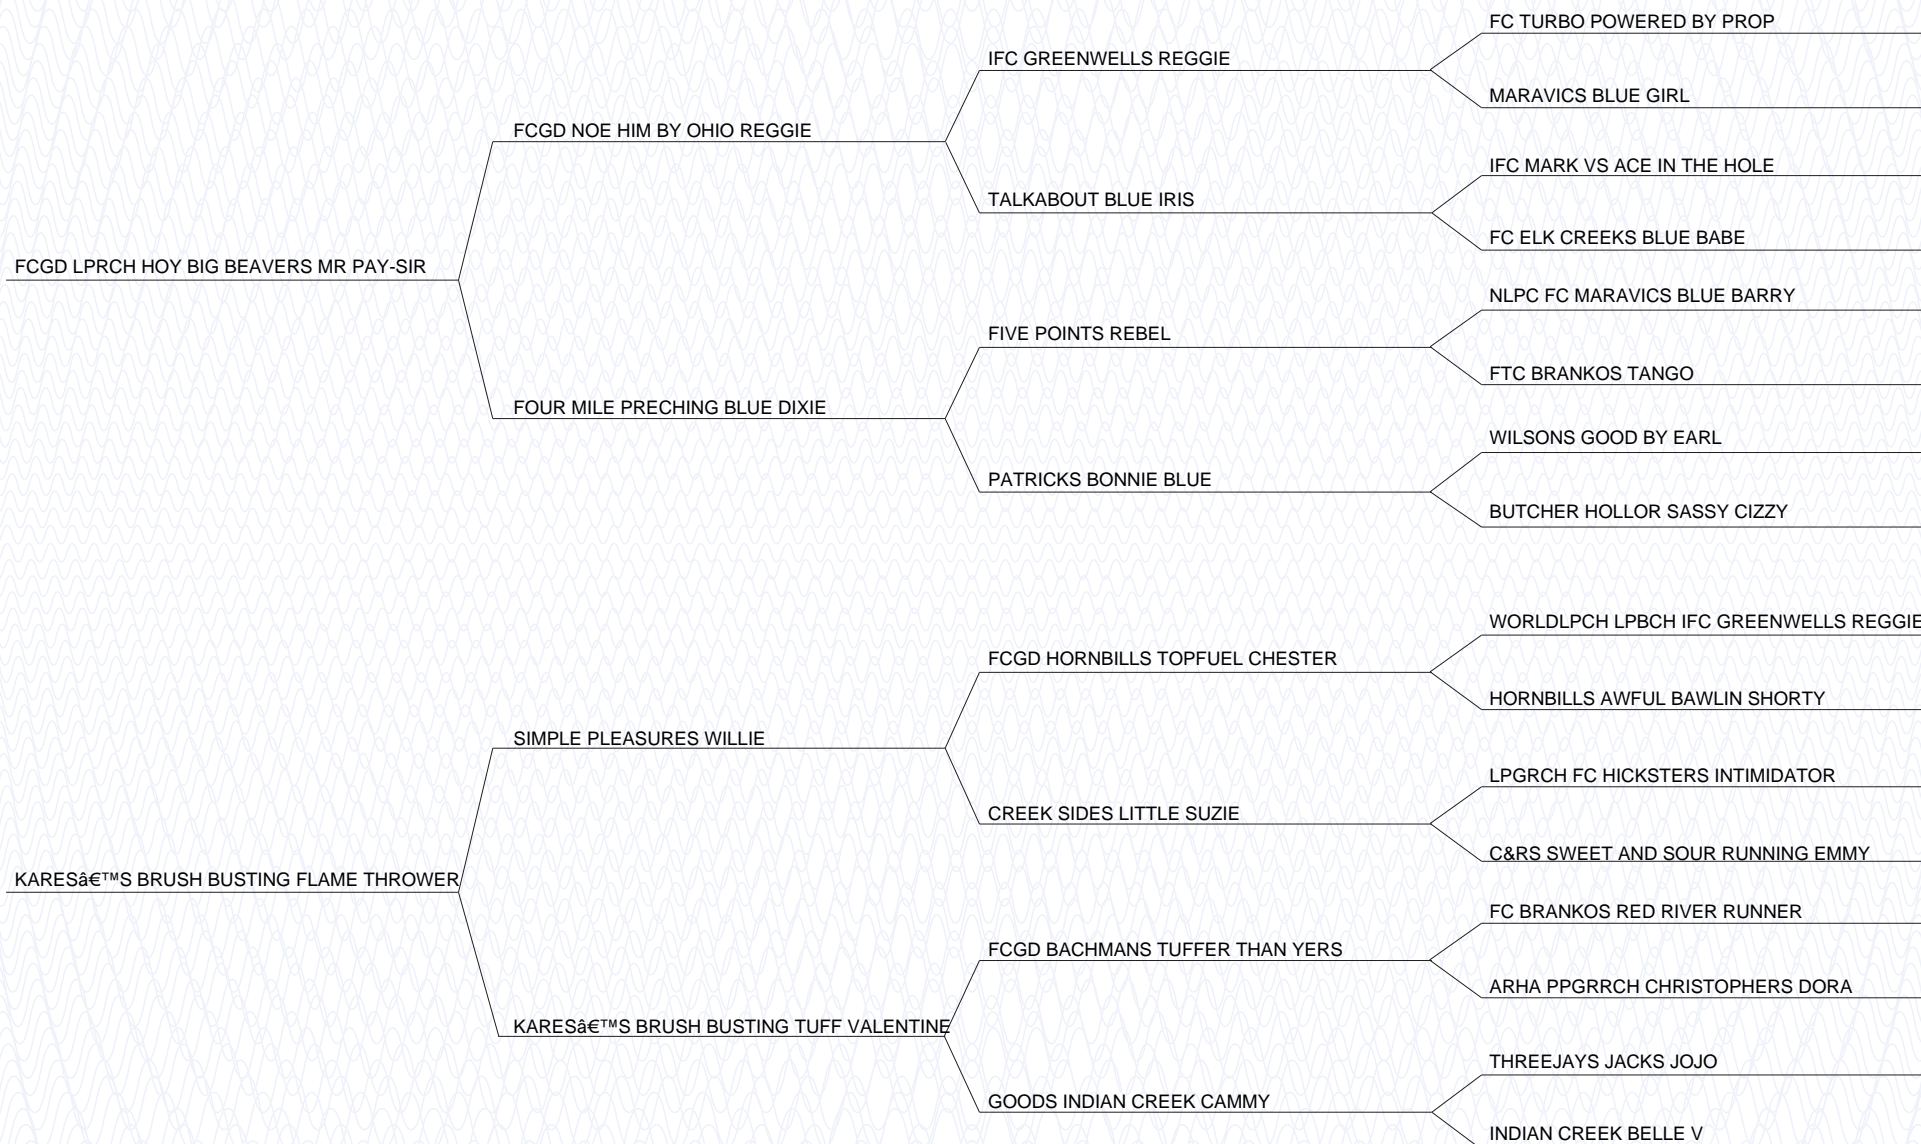 FC TURBO POWERED BY PROP
IFC GREENWELLS REGGIE
MARAVICS BLUE GIRL
FCGD NOE HIM BY OHIO REGGIE
IFC MARK VS ACE IN THE HOLE
TALKABOUT BLUE IRIS
FC ELK CREEKS BLUE BABE
FCGD LPRCH HOY BIG BEAVERS MR PAY-SIR
NLPC FC MARAVICS BLUE BARRY
FIVE POINTS REBEL
FTC BRANKOS TANGO
FOUR MILE PRECHING BLUE DIXIE
WILSONS GOOD BY EARL
PATRICKS BONNIE BLUE
BUTCHER HOLLOR SASSY CIZZY
WORLDLPCH LPBCH IFC GREENWELLS REGGIE
FCGD HORNBILLS TOPFUEL CHESTER
HORNBILLS AWFUL BAWLIN SHORTY
SIMPLE PLEASURES WILLIE
LPGRCH FC HICKSTERS INTIMIDATOR
CREEK SIDES LITTLE SUZIE
C&RS SWEET AND SOUR RUNNING EMMY
KARESâ€™S BRUSH BUSTING FLAME THROWER
FC BRANKOS RED RIVER RUNNER
FCGD BACHMANS TUFFER THAN YERS
ARHA PPGRRCH CHRISTOPHERS DORA
KARESâ€™S BRUSH BUSTING TUFF VALENTINE
THREEJAYS JACKS JOJO
GOODS INDIAN CREEK CAMMY
INDIAN CREEK BELLE V